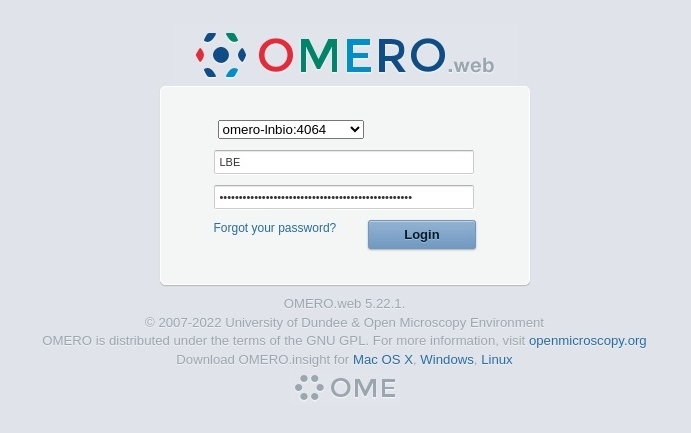 OMERO.web
omero-lnbio:4064
LBE
••••••••••••••••••••••••••••••••••••••••••••••••••
Forgot your password? Login
OMERO.web 5.22.1.
© 2007-2022 University of Dundee & Open Microscopy Environment
OMERO is distributed under the terms of the GNU GPL. For more information, visit openmicroscopy.org
Download OMERO.insight for Mac OS X, Windows, Linux
OME